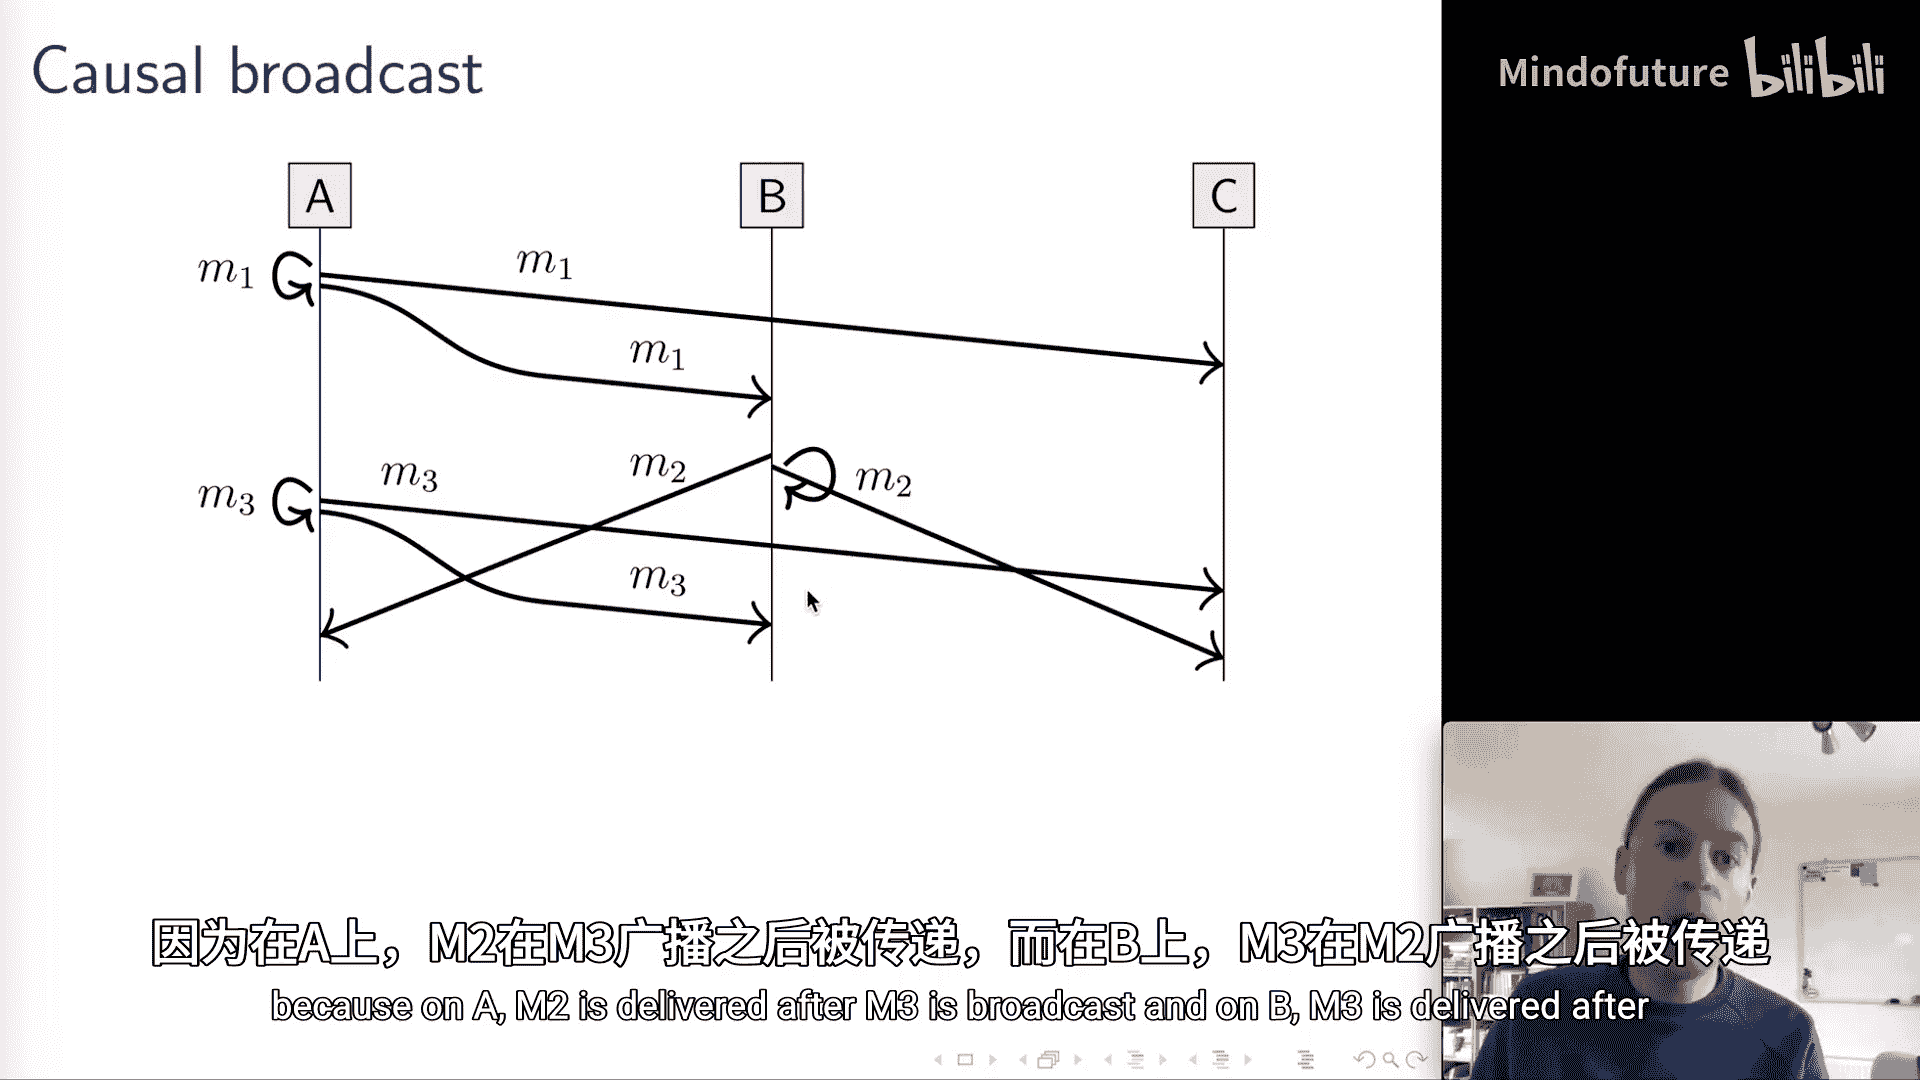 Causal broadcast
Mindofuture bilibili
A B C
m₁ m₁
m₁
m₂ m₂
m₃ m₃
m₃
因为在A上，M2在M3广播之后被传递，而在B上，M3在M2广播之后被传递
because on A, M2 is delivered after M3 is broadcast and on B, M3 is delivered after